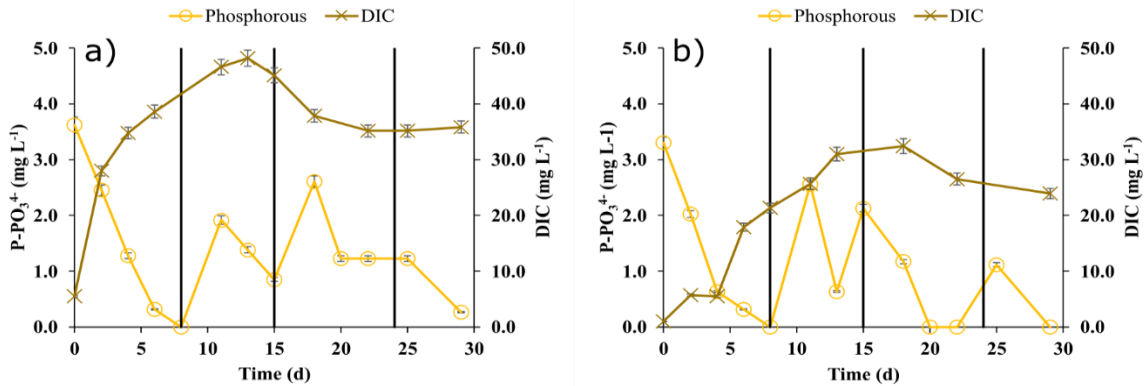 Phosphorous DIC
a)
P-PO₃⁴⁻ (mg L⁻¹)
5.0
4.0
3.0
2.0
1.0
0.0
50.0
40.0
30.0
20.0
10.0
0.0
DIC (mg L⁻¹)
0 5 10 15 20 25 30
Time (d)
Phosphorous DIC
b)
P-PO₃⁴⁻ (mg L-1)
5.0
4.0
3.0
2.0
1.0
0.0
50.0
40.0
30.0
20.0
10.0
0.0
DIC (mg L⁻¹)
0 5 10 15 20 25 30
Time (d)